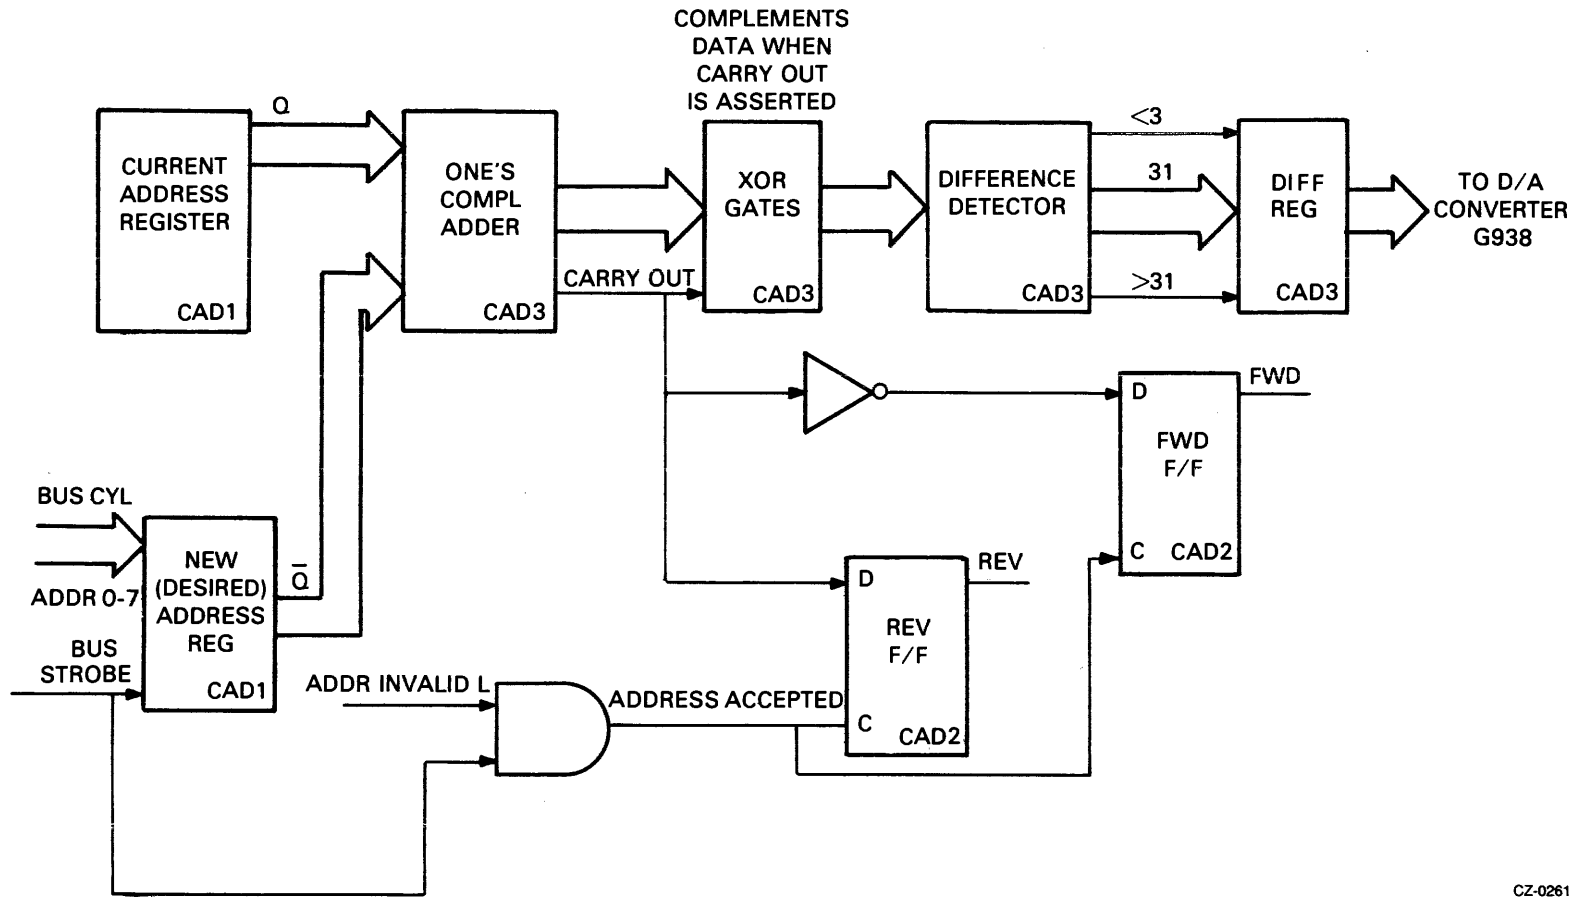 COMPLEMENTS
DATA WHEN
CARRY OUT
IS ASSERTED
CURRENT
ADDRESS
REGISTER
CAD1
Q
ONE'S
COMPL
ADDER
CAD3
CARRY OUT
XOR
GATES
CAD3
DIFFERENCE
DETECTOR
CAD3
<3
31
>31
DIFF
REG
CAD3
TO D/A
CONVERTER
G938
BUS CYL
ADDR 0-7
BUS
STROBE
NEW
(DESIRED)
ADDRESS
REG
CAD1
Q̅
ADDR INVALID L
ADDRESS ACCEPTED
D
REV
F/F
C
CAD2
REV
D
FWD
F/F
C
CAD2
FWD
CZ-0261